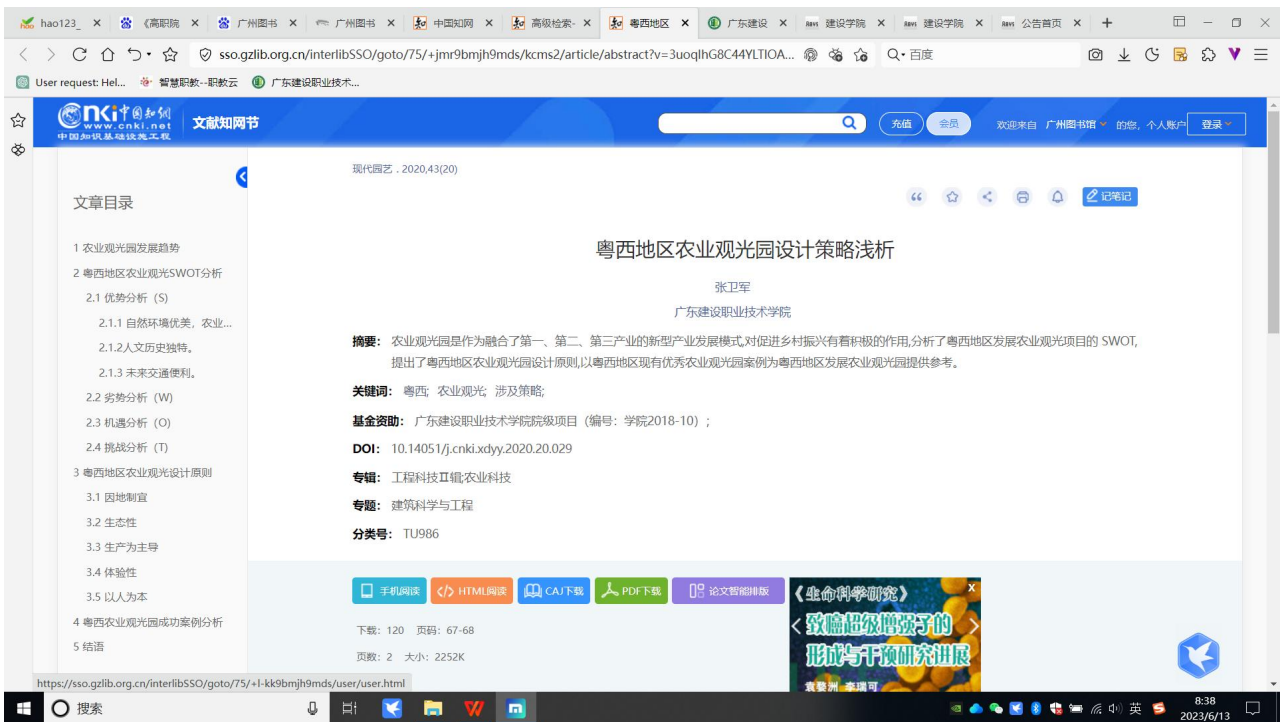 hao123_
《高职院
广州图书
广州图书
中国知网
高级检索-
粤西地区
广东建设
建设学院
建设学院
公告首页
sso.gzlib.org.cn/interlibSSO/goto/75/+jmr9bmjh9mds/kcms2/article/abstract?v=3uoqIhG8C44YLTIOA...
百度
User request: Hel...
智慧职教--职教云
广东建设职业技术...
cnki中国知网
www.cnki.net
中国知识基础设施工程
文献知网节
充值
会员
欢迎来自 广州图书馆 的您，个人账户
登录
文章目录
1 农业观光园发展趋势
2 粤西地区农业观光SWOT分析
2.1 优势分析（S）
2.1.1 自然环境优美，农业...
2.1.2人文历史独特。
2.1.3 未来交通便利。
2.2 劣势分析（W）
2.3 机遇分析（O）
2.4 挑战分析（T）
3 粤西地区农业观光设计原则
3.1 因地制宜
3.2 生态性
3.3 生产为主导
3.4 体验性
3.5 以人为本
4 粤西农业观光园成功案例分析
5 结语
现代园艺 . 2020,43(20)
记笔记
粤西地区农业观光园设计策略浅析
张卫军
广东建设职业技术学院
摘要： 农业观光园是作为融合了第一、第二、第三产业的新型产业发展模式,对促进乡村振兴有着积极的作用,分析了粤西地区发展农业观光项目的 SWOT,
提出了粤西地区农业观光园设计原则,以粤西地区现有优秀农业观光园案例为粤西地区发展农业观光园提供参考。
关键词： 粤西; 农业观光; 涉及策略;
基金资助： 广东建设职业技术学院院级项目（编号：学院2018-10）;
DOI： 10.14051/j.cnki.xdyy.2020.20.029
专辑： 工程科技Ⅱ辑;农业科技
专题： 建筑科学与工程
分类号： TU986
手机阅读
HTML阅读
CAJ下载
PDF下载
论文智能排版
下载：120 页码：67-68
页数：2 大小：2252K
《生命科学研究》
致癌超级增强子的
形成与干预研究进展
袁婺洲 李瑞可
https://sso.gzlib.org.cn/interlibSSO/goto/75/+l-kk9bmjh9mds/user/user.html
搜索
英
8:38
2023/6/13